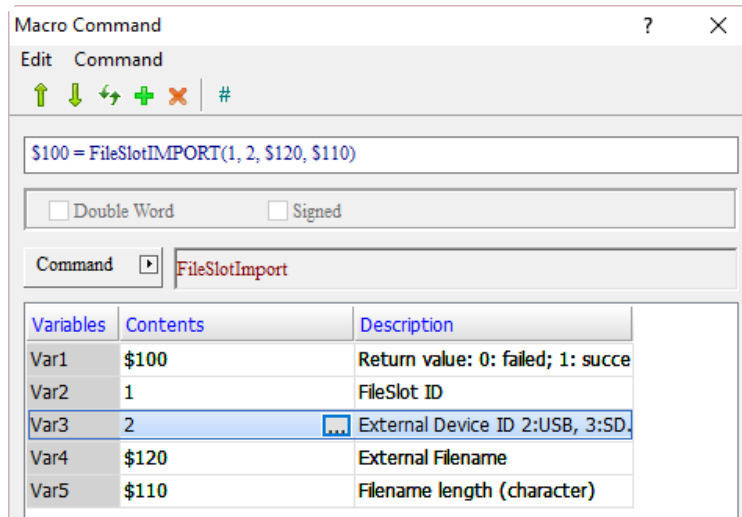 Macro Command ? X
Edit Command
#
$100 = FileSlotIMPORT(1, 2, $120, $110)
Double Word Signed
Command FileSlotImport
Variables Contents Description
Var1 $100 Return value: 0: failed; 1: succe
Var2 1 FileSlot ID
Var3 2 ... External Device ID 2:USB, 3:SD.
Var4 $120 External Filename
Var5 $110 Filename length (character)